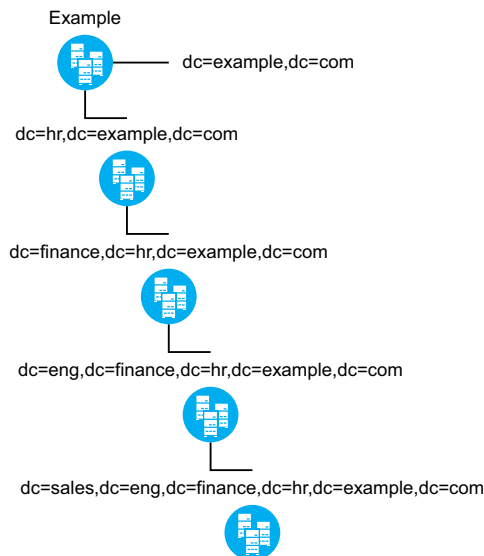 Example
dc=example,dc=com
dc=hr,dc=example,dc=com
dc=finance,dc=hr,dc=example,dc=com
dc=eng,dc=finance,dc=hr,dc=example,dc=com
dc=sales,dc=eng,dc=finance,dc=hr,dc=example,dc=com